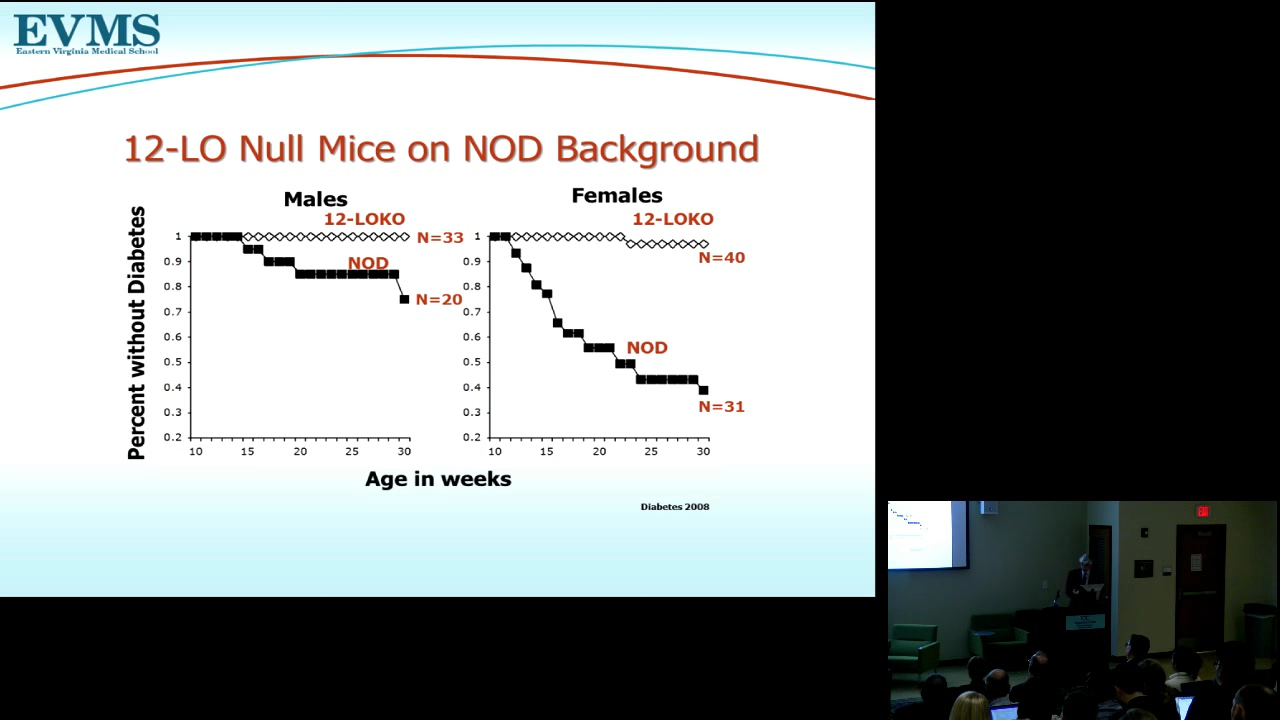 EVMS
Eastern Virginia Medical School
12-LO Null Mice on NOD Background
Males
Females
12-LOKO
12-LOKO
Percent without Diabetes
1
0.9
0.8
0.7
0.6
0.5
0.4
0.3
0.2
10 15 20 25 30
N=33
NOD
N=20
1
0.9
0.8
0.7
0.6
0.5
0.4
0.3
0.2
10 15 20 25 30
N=40
NOD
N=31
Age in weeks
Diabetes 2008